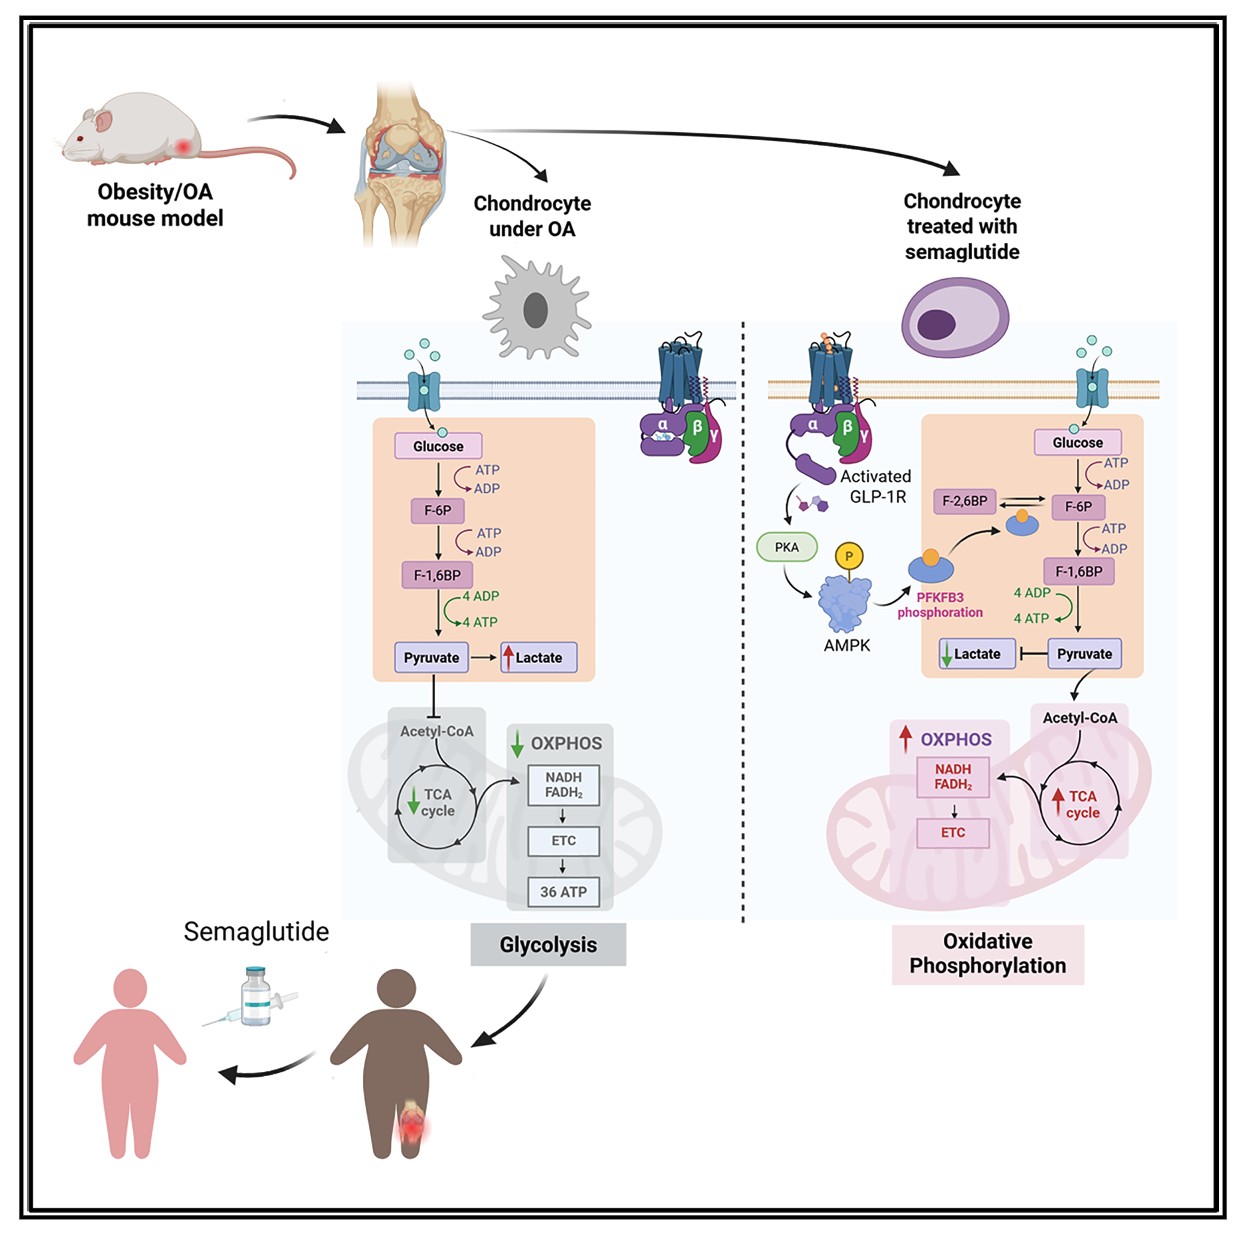 Obesity/OA
mouse model
Chondrocyte
under OA
Chondrocyte
treated with
semaglutide
α
β
γ
Glucose
ATP
ADP
F-6P
ATP
ADP
F-1,6BP
4 ADP
4 ATP
Pyruvate
Lactate
Acetyl-CoA
TCA
cycle
OXPHOS
NADH
FADH₂
ETC
36 ATP
Glycolysis
α
β
γ
Activated
GLP-1R
PKA
P
AMPK
PFKFB3
phosphoration
Glucose
ATP
ADP
F-2,6BP
F-6P
ATP
ADP
F-1,6BP
4 ADP
4 ATP
Lactate
Pyruvate
Acetyl-CoA
OXPHOS
NADH
FADH₂
ETC
TCA
cycle
Oxidative
Phosphorylation
Semaglutide